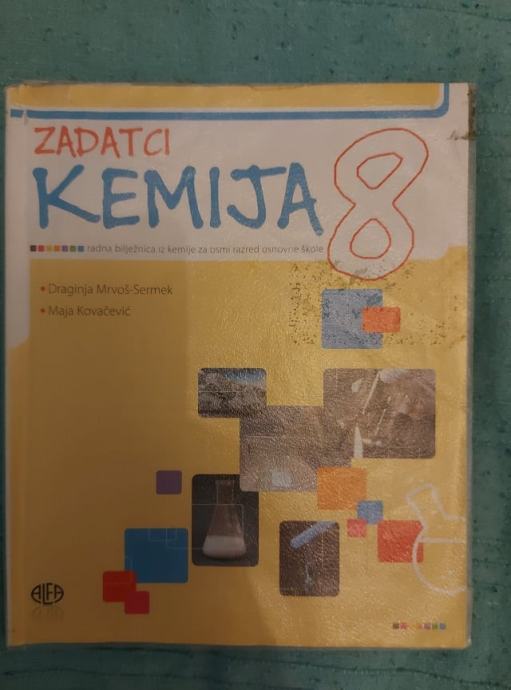 ZADATCI
KEMIJA 8
radna bilježnica iz kemije za osmi razred osnovne škole
• Draginja Mrvoš-Sermek
• Maja Kovačević
ALFA